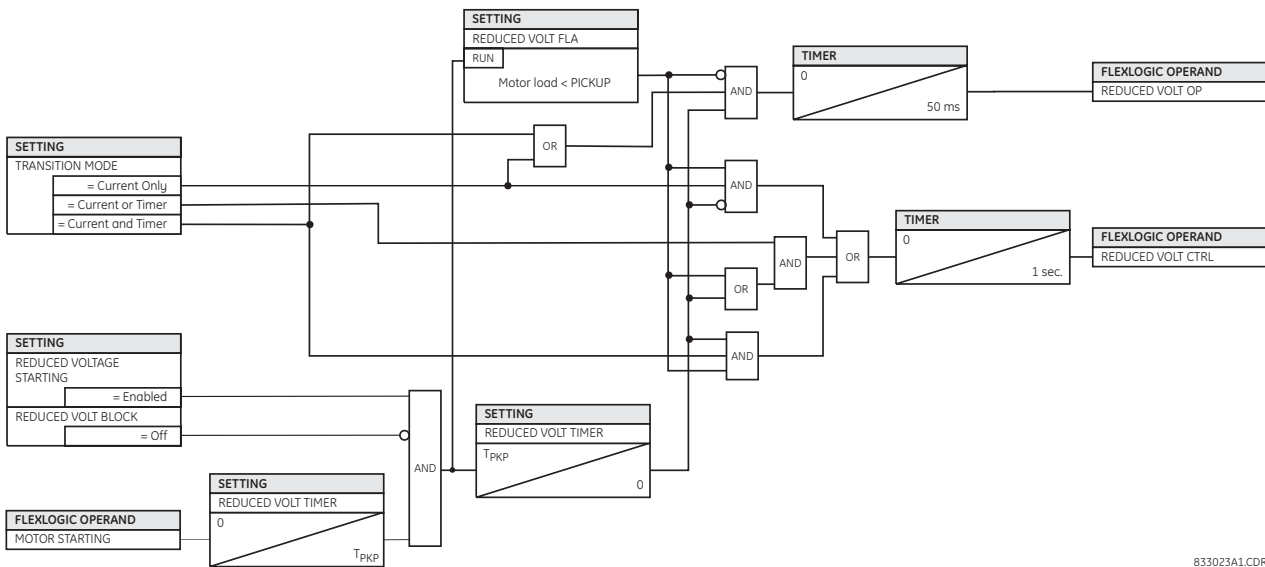 SETTING
REDUCED VOLT FLA
RUN
Motor load < PICKUP
AND
TIMER
0
50 ms
FLEXLOGIC OPERAND
REDUCED VOLT OP
SETTING
TRANSITION MODE
= Current Only
= Current or Timer
= Current and Timer
OR
AND
AND
OR
OR
AND
TIMER
0
1 sec.
FLEXLOGIC OPERAND
REDUCED VOLT CTRL
SETTING
REDUCED VOLTAGE
STARTING
= Enabled
REDUCED VOLT BLOCK
= Off
AND
SETTING
REDUCED VOLT TIMER
TPKP
0
SETTING
REDUCED VOLT TIMER
0
TPKP
FLEXLOGIC OPERAND
MOTOR STARTING
833023A1.CDR